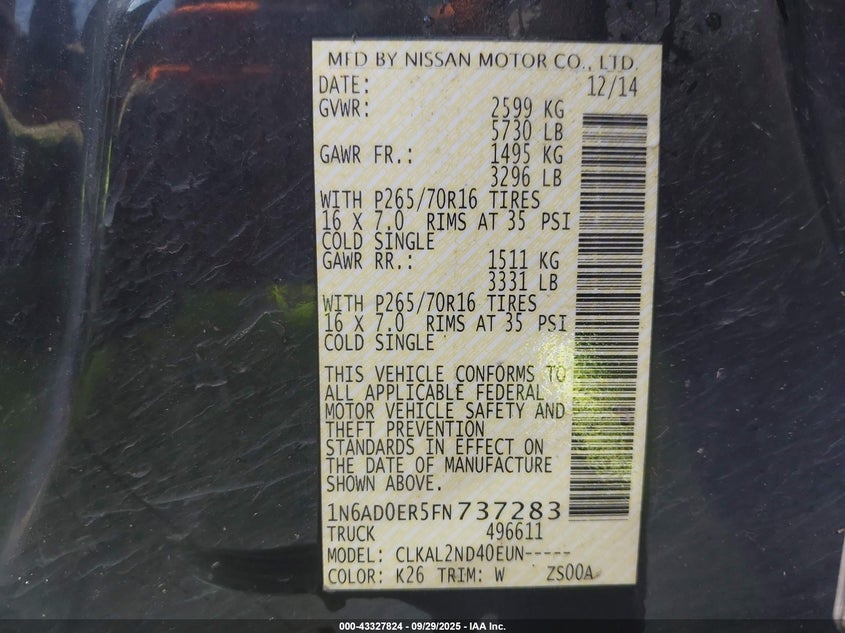 MFD BY NISSAN MOTOR CO., LTD.
DATE: 12/14
GVWR: 2599 KG
5730 LB
GAWR FR.: 1495 KG
3296 LB
WITH P265/70R16 TIRES
16 X 7.0 RIMS AT 35 PSI
COLD SINGLE
GAWR RR.: 1511 KG
3331 LB
WITH P265/70R16 TIRES
16 X 7.0 RIMS AT 35 PSI
COLD SINGLE
THIS VEHICLE CONFORMS TO
ALL APPLICABLE FEDERAL
MOTOR VEHICLE SAFETY AND
THEFT PREVENTION
STANDARDS IN EFFECT ON
THE DATE OF MANUFACTURE
SHOWN ABOVE.
1N6AD0ER5FN737283
TRUCK 496611
MODEL: CLKAL2ND40EUN-----
COLOR: K26 TRIM: W ZS00A
000-43327824 - 09/29/2025 - IAA Inc.